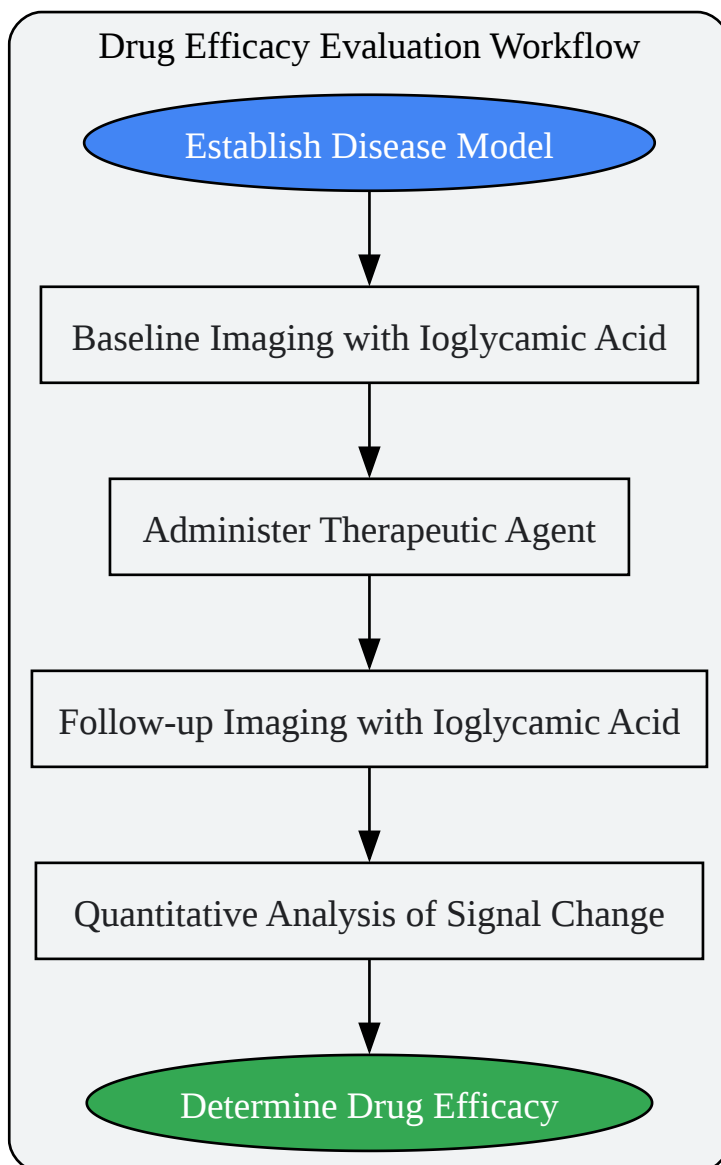 Drug Efficacy Evaluation Workflow
Establish Disease Model
Baseline Imaging with Ioglycamic Acid
Administer Therapeutic Agent
Follow-up Imaging with Ioglycamic Acid
Quantitative Analysis of Signal Change
Determine Drug Efficacy